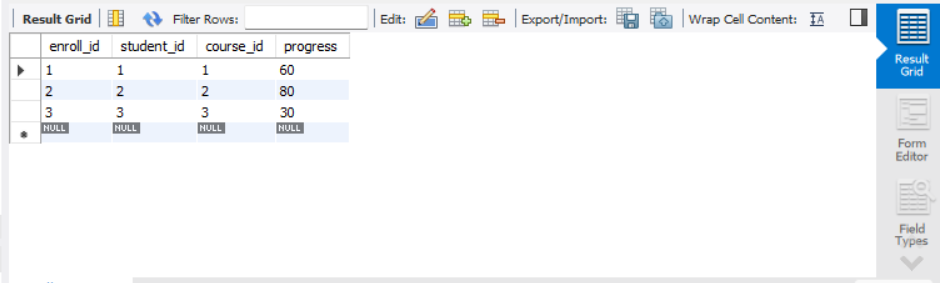 Result Grid Filter Rows: Edit: Export/Import: Wrap Cell Content: IA
enroll_id student_id course_id progress
1 1 1 60
2 2 2 80
3 3 3 30
NULL NULL NULL NULL
Result
Grid
Form
Editor
Field
Types